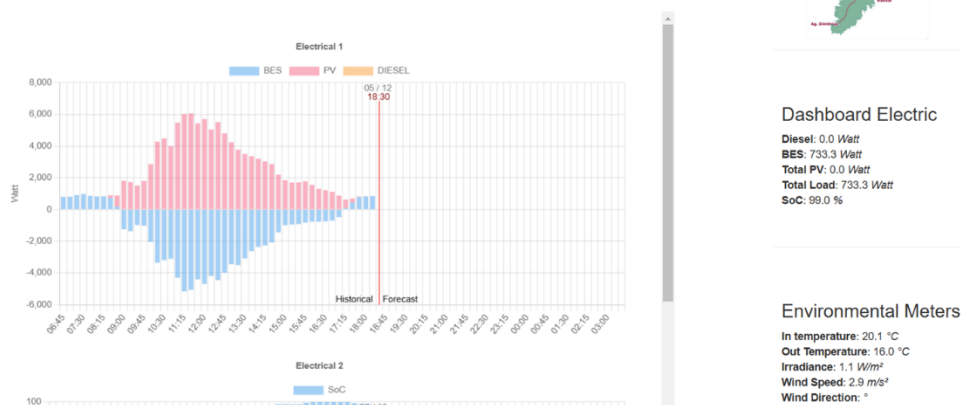 Electrical 1
BES PV DIESEL
05 / 12
18:30
8,000
6,000
4,000
2,000
0
-2,000
-4,000
-6,000
Watt
Historical Forecast
06:45 07:30 08:15 09:00 09:45 10:30 11:15 12:00 12:45 13:30 14:15 15:00 15:45 16:30 17:15 18:00 18:45 19:30 20:15 21:00 21:45 22:30 23:15 00:00 00:45 01:30 02:15 03:00
Electrical 2
SoC
100
Dashboard Electric
Diesel: 0.0 Watt
BES: 733.3 Watt
Total PV: 0.0 Watt
Total Load: 733.3 Watt
SoC: 99.0 %
Environmental Meters
In temperature: 20.1 °C
Out Temperature: 16.0 °C
Irradiance: 1.1 W/m²
Wind Speed: 2.9 m/s²
Wind Direction: °